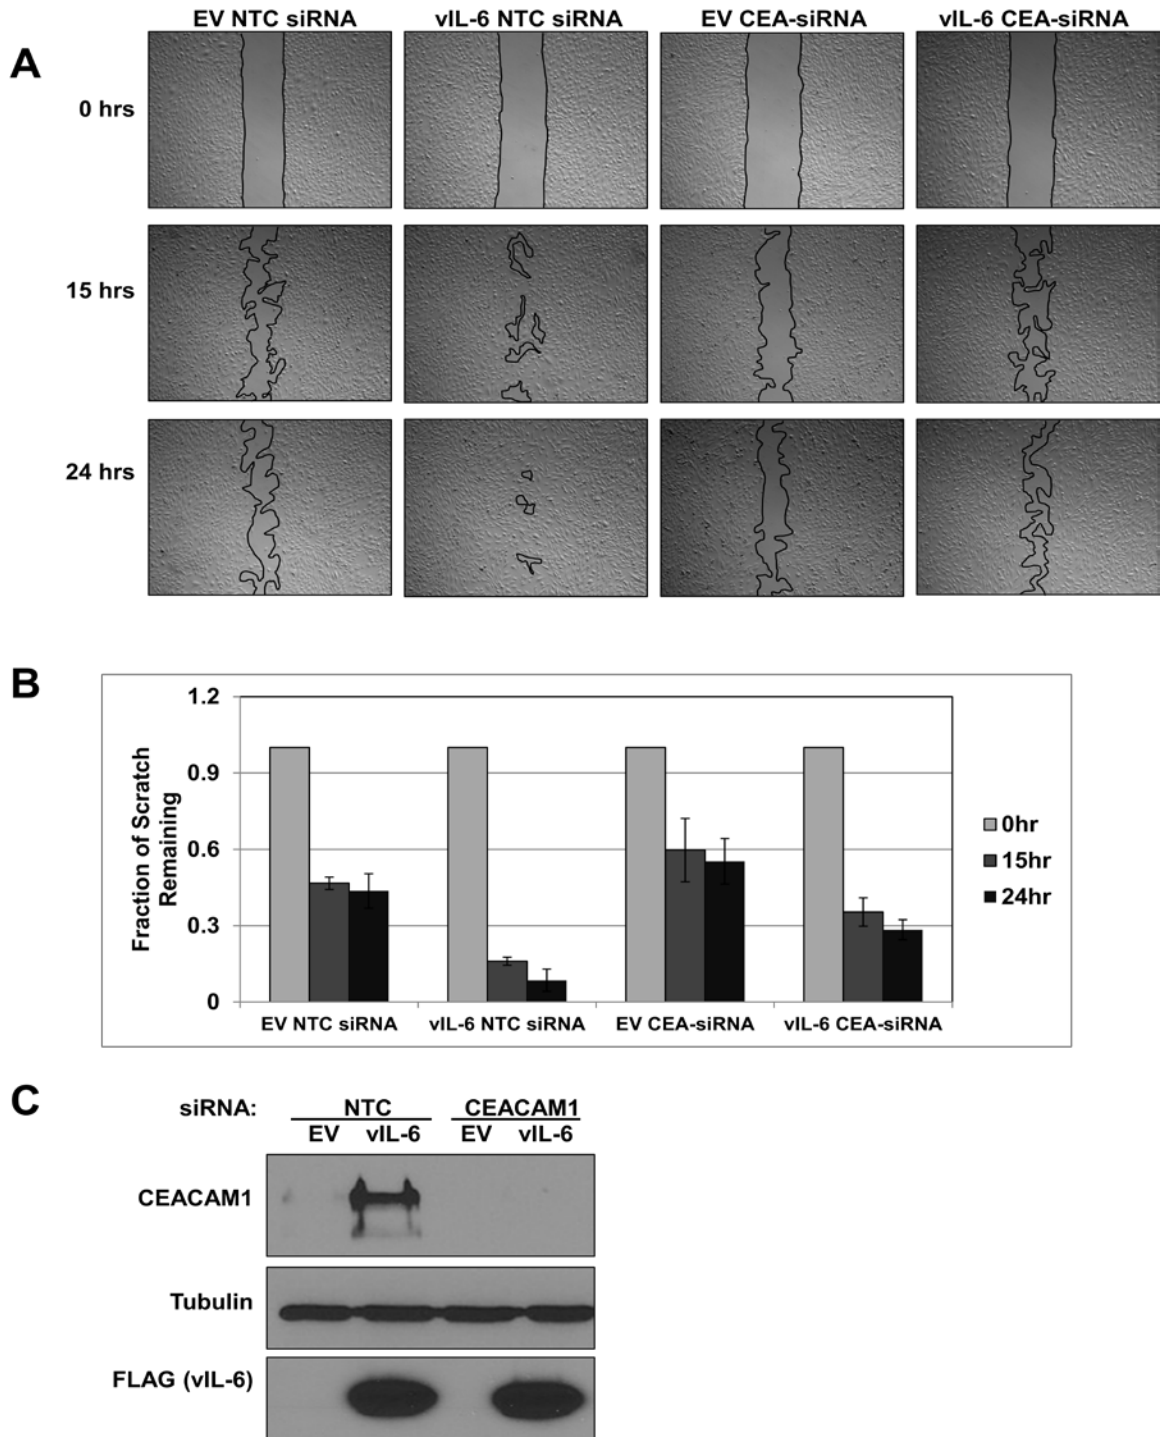 EV NTC siRNA vIL-6 NTC siRNA EV CEA-siRNA vIL-6 CEA-siRNA
A
0 hrs
15 hrs
24 hrs
B
Fraction of Scratch
Remaining
1.2
0.9
0.6
0.3
0
EV NTC siRNA vIL-6 NTC siRNA EV CEA-siRNA vIL-6 CEA-siRNA
0hr
15hr
24hr
C
siRNA: NTC CEACAM1
EV vIL-6 EV vIL-6
CEACAM1
Tubulin
FLAG (vIL-6)